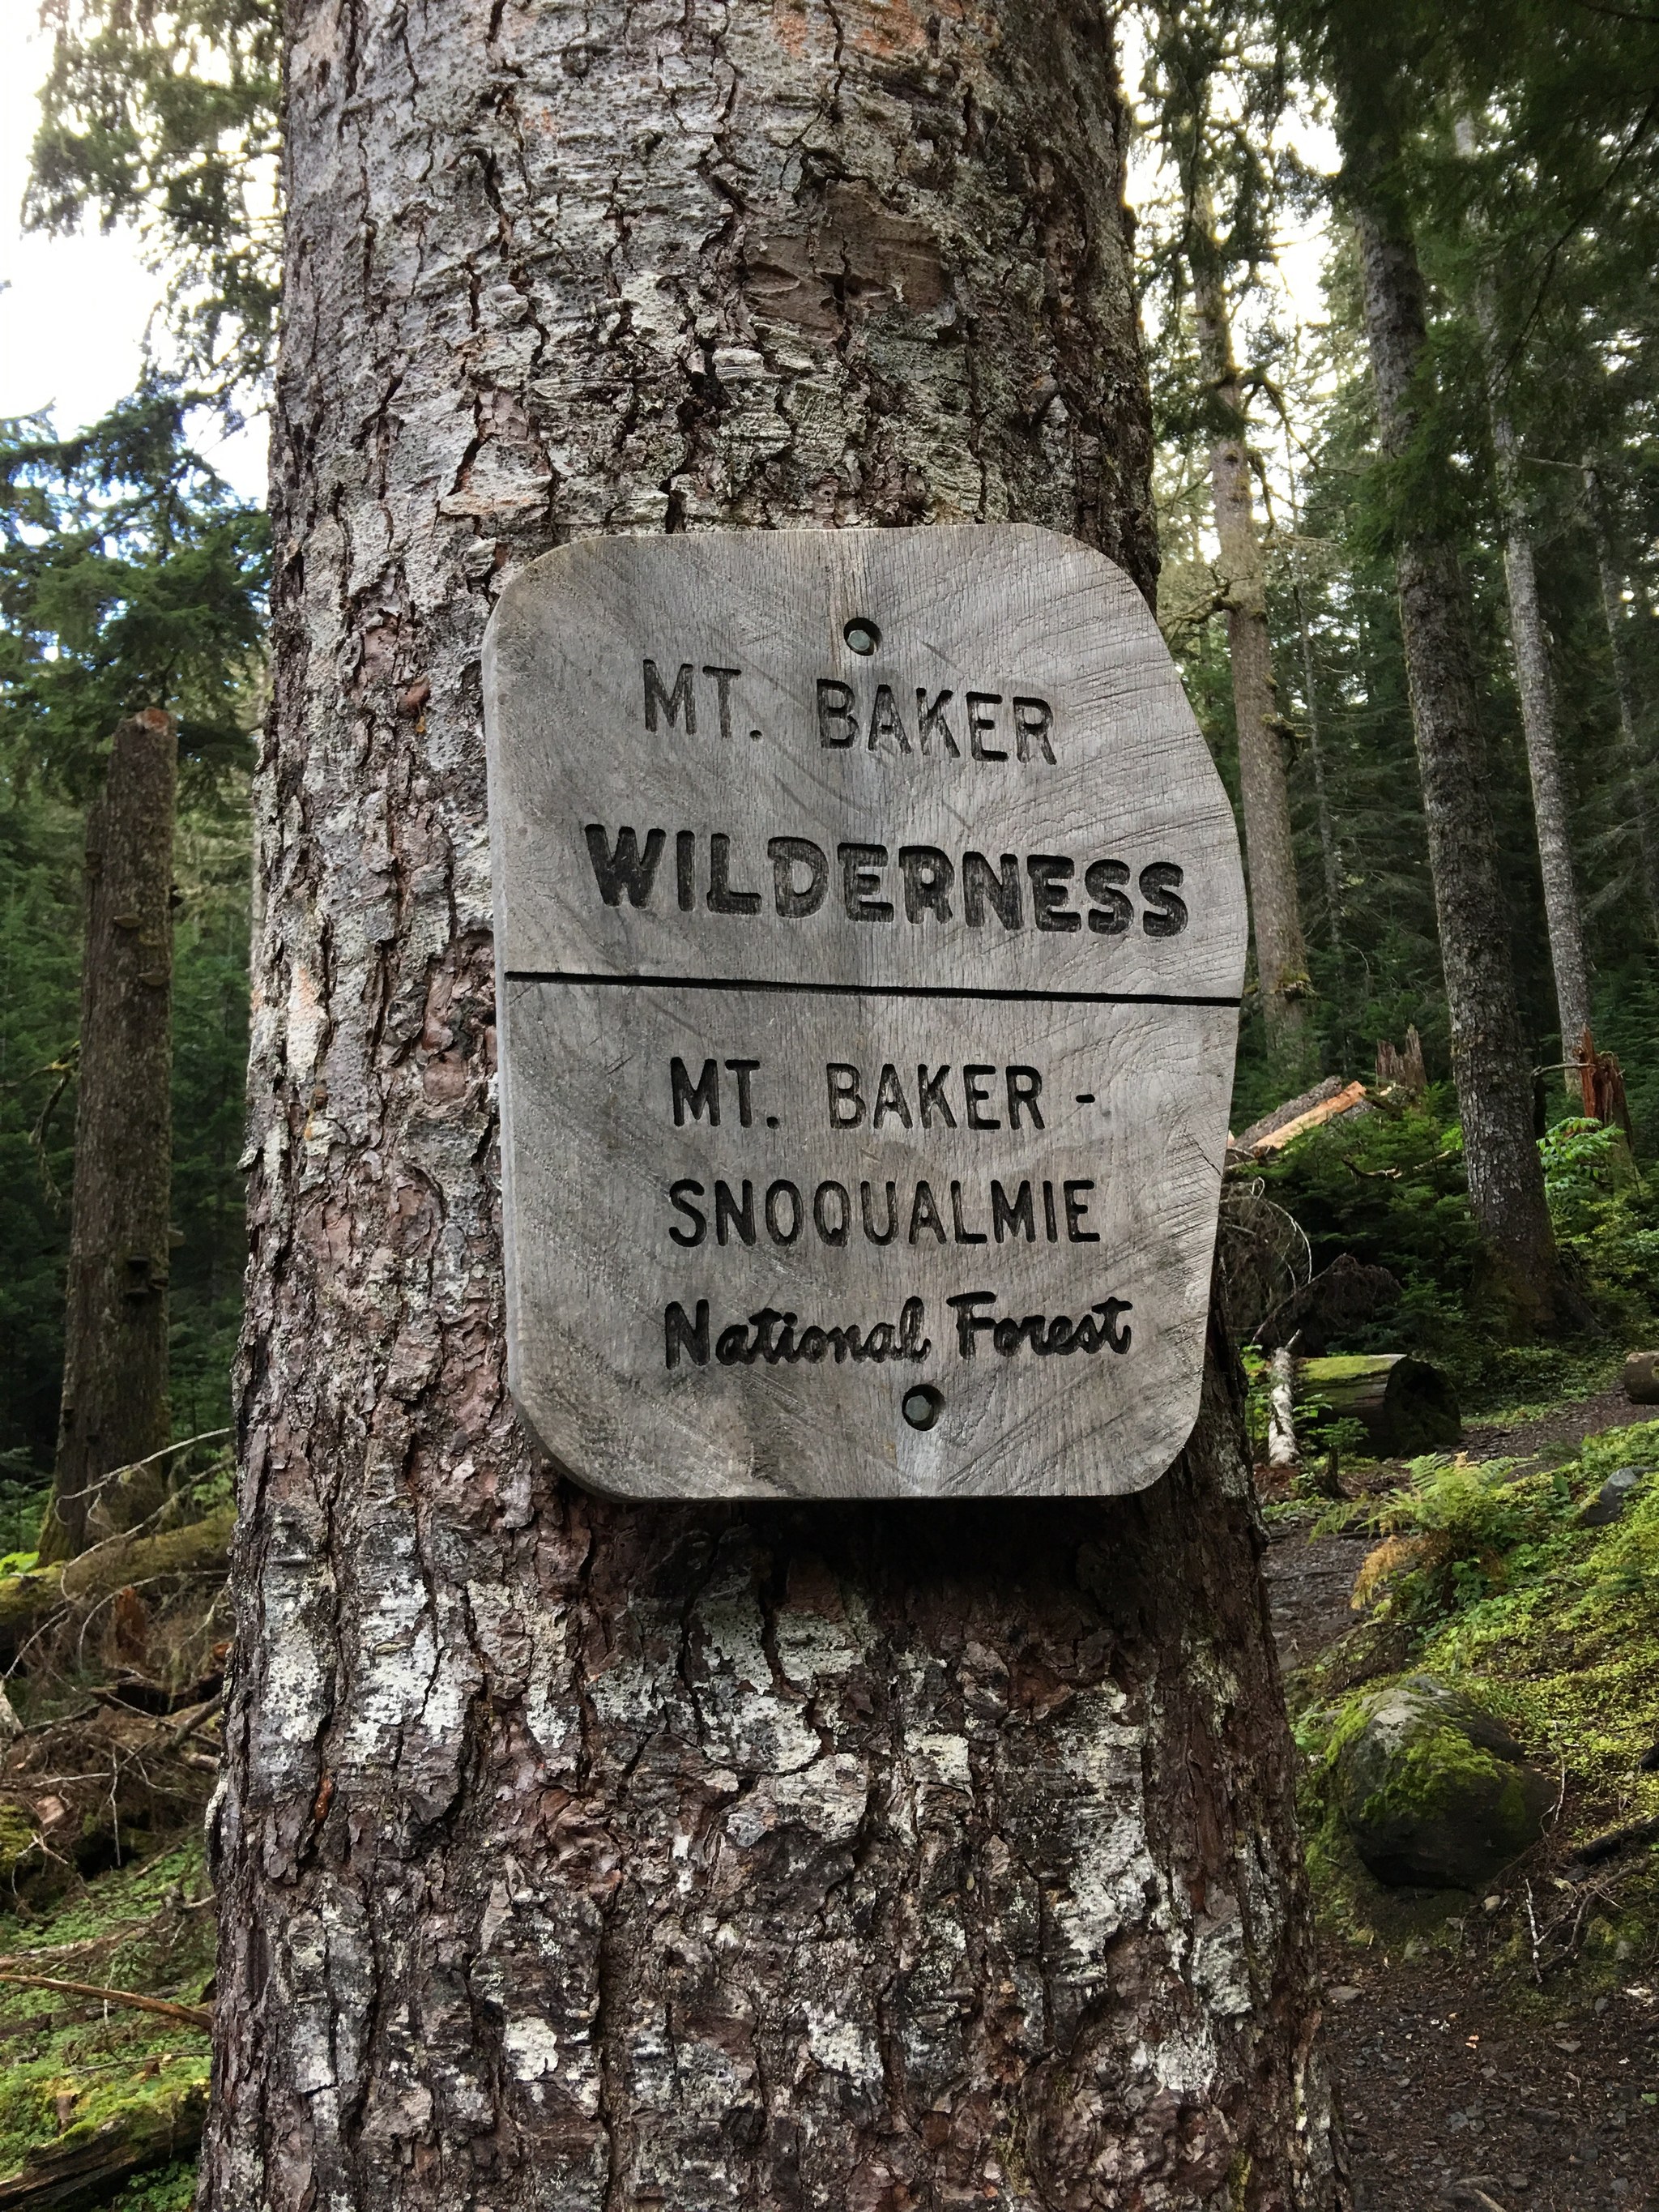 MT. BAKER
WILDERNESS
MT. BAKER -
SNOQUALMIE
National Forest